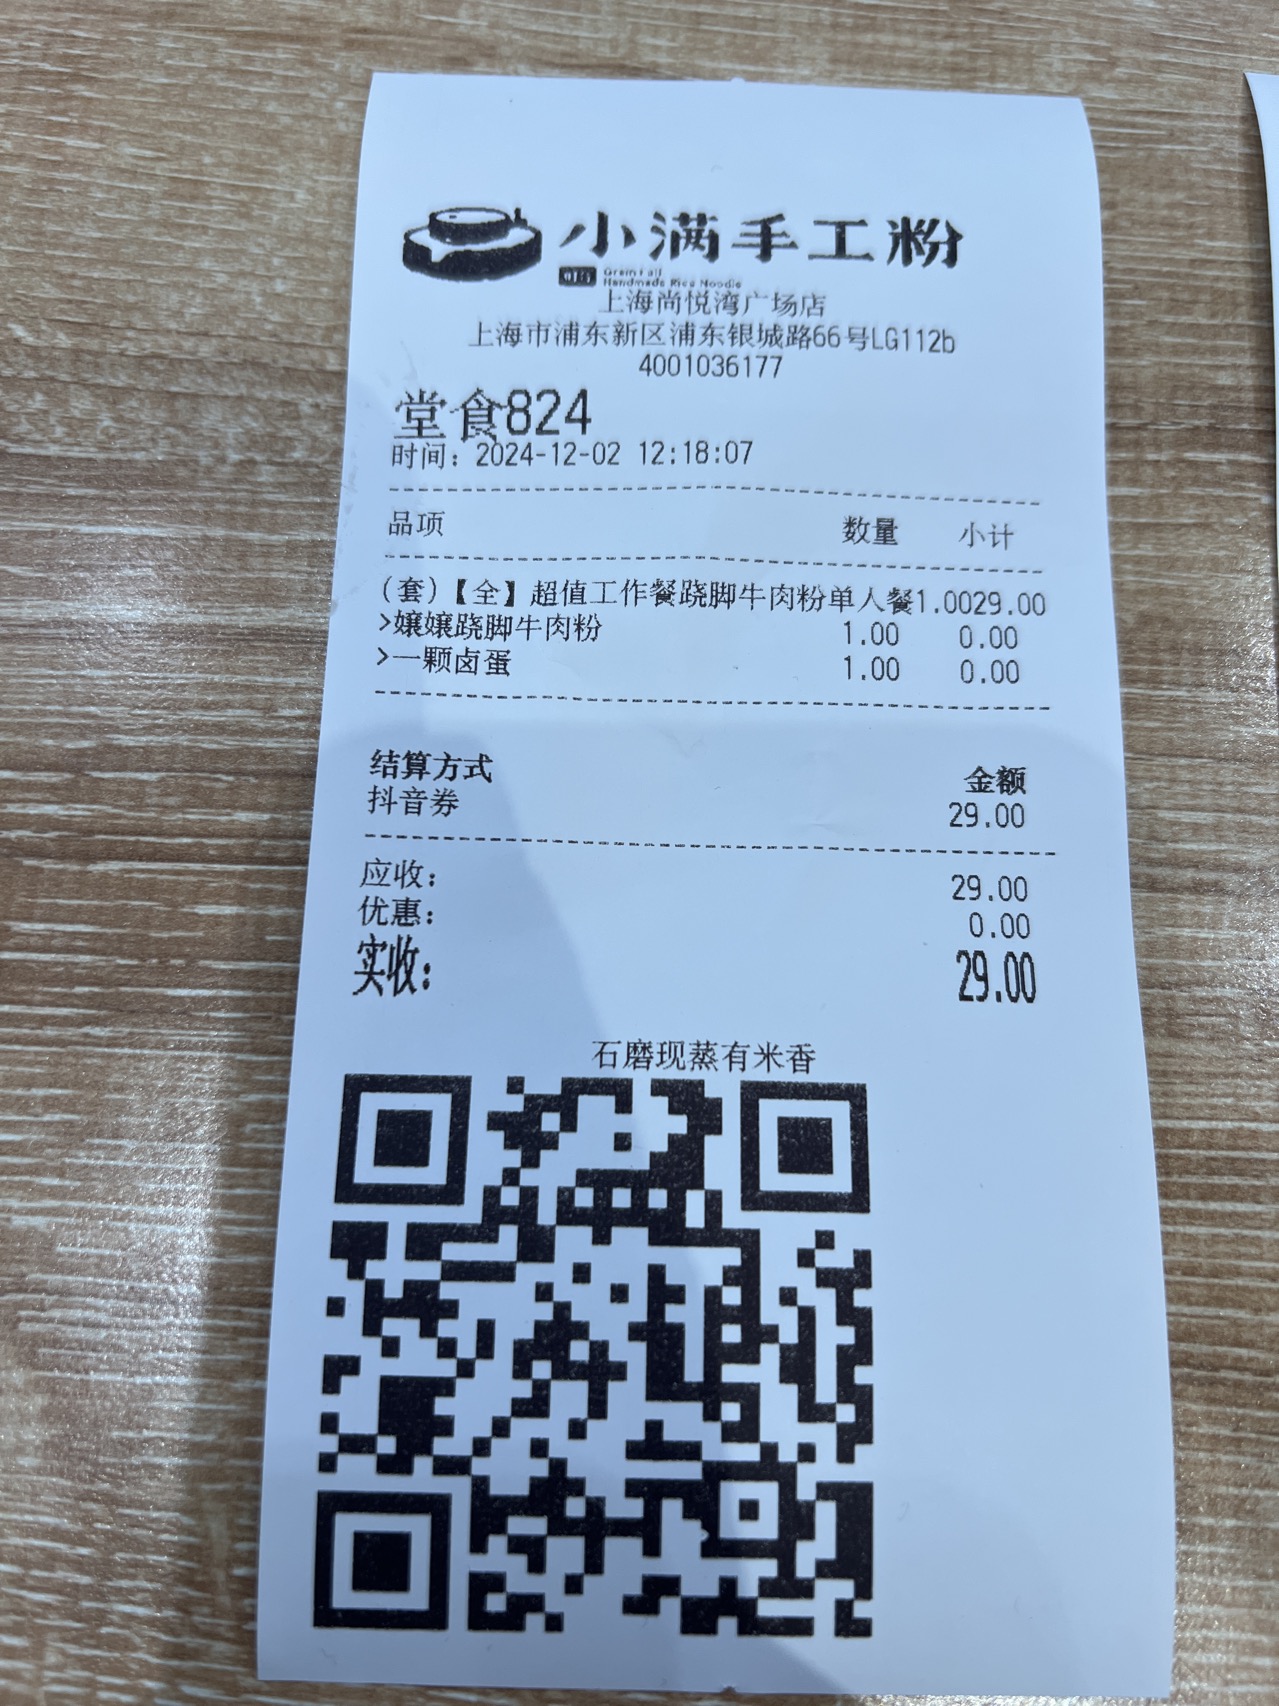 小满手工粉
Grain Full
Handmade Rice Noodle
上海尚悦湾广场店
上海市浦东新区浦东银城路66号LG112b
4001036177
堂食824
时间：2024-12-02 12:18:07
品项 数量 小计
（套）【全】超值工作餐跷脚牛肉粉单人餐1.0029.00
>嬢嬢跷脚牛肉粉 1.00 0.00
>一颗卤蛋 1.00 0.00
结算方式 金额
抖音券 29.00
应收： 29.00
优惠： 0.00
实收： 29.00
石磨现蒸有米香